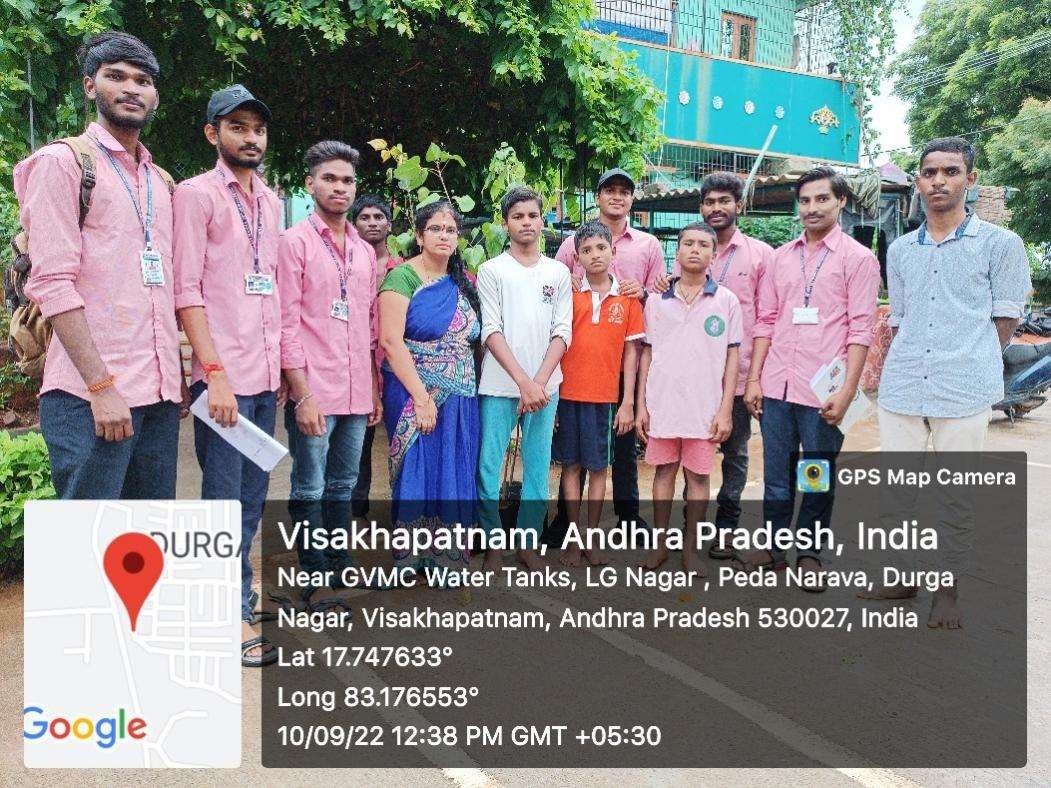 GPS Map Camera
DURGA
Google
Visakhapatnam, Andhra Pradesh, India
Near GVMC Water Tanks, LG Nagar , Peda Narava, Durga
Nagar, Visakhapatnam, Andhra Pradesh 530027, India
Lat 17.747633°
Long 83.176553°
10/09/22 12:38 PM GMT +05:30